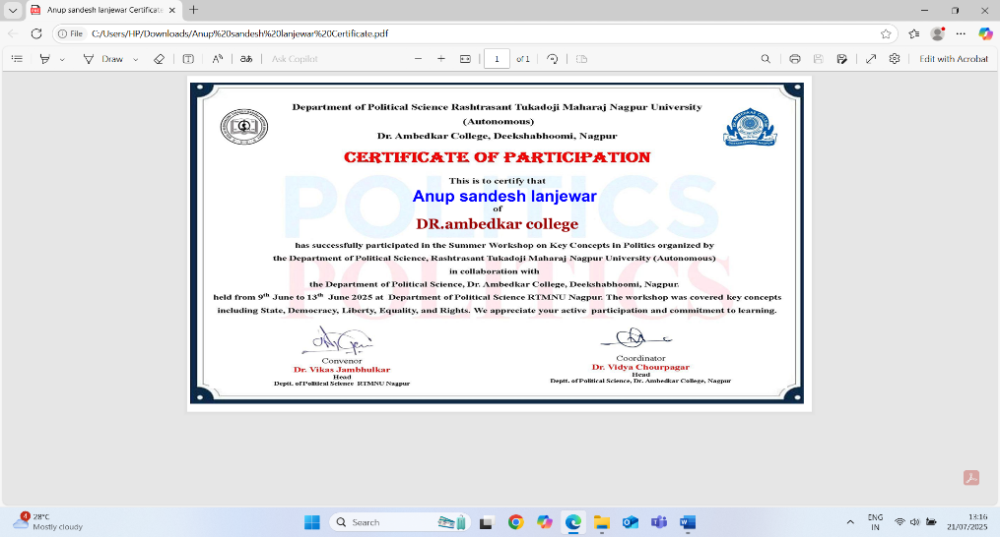 Anup sandesh lanjewar Certificate
File
C:/Users/HP/Downloads/Anup%20sandesh%20lanjewar%20Certificate.pdf
Draw
Ask Copilot
1
of 1
Edit with Acrobat
Department of Political Science Rashtrasant Tukadoji Maharaj Nagpur University
(Autonomous)
Dr. Ambedkar College, Deekshabhoomi, Nagpur
CERTIFICATE OF PARTICIPATION
This is to certify that
Anup sandesh lanjewar
of
DR.ambedkar college
POLITICS
POLITICS
has successfully participated in the Summer Workshop on Key Concepts in Politics organized by
the Department of Political Science, Rashtrasant Tukadoji Maharaj Nagpur University (Autonomous)
in collaboration with
the Department of Political Science, Dr. Ambedkar College, Deekshabhoomi, Nagpur.
held from 9th June to 13th June 2025 at Department of Political Science RTMNU Nagpur. The workshop was covered key concepts
including State, Democracy, Liberty, Equality, and Rights. We appreciate your active participation and commitment to learning.
Convenor
Dr. Vikas Jambhulkar
Head
Deptt. of Political Science RTMNU Nagpur
Coordinator
Dr. Vidya Chourpagar
Head
Deptt. of Political Science, Dr. Ambedkar College, Nagpur
4
28°C
Mostly cloudy
Search
ENG
IN
13:16
21/07/2025